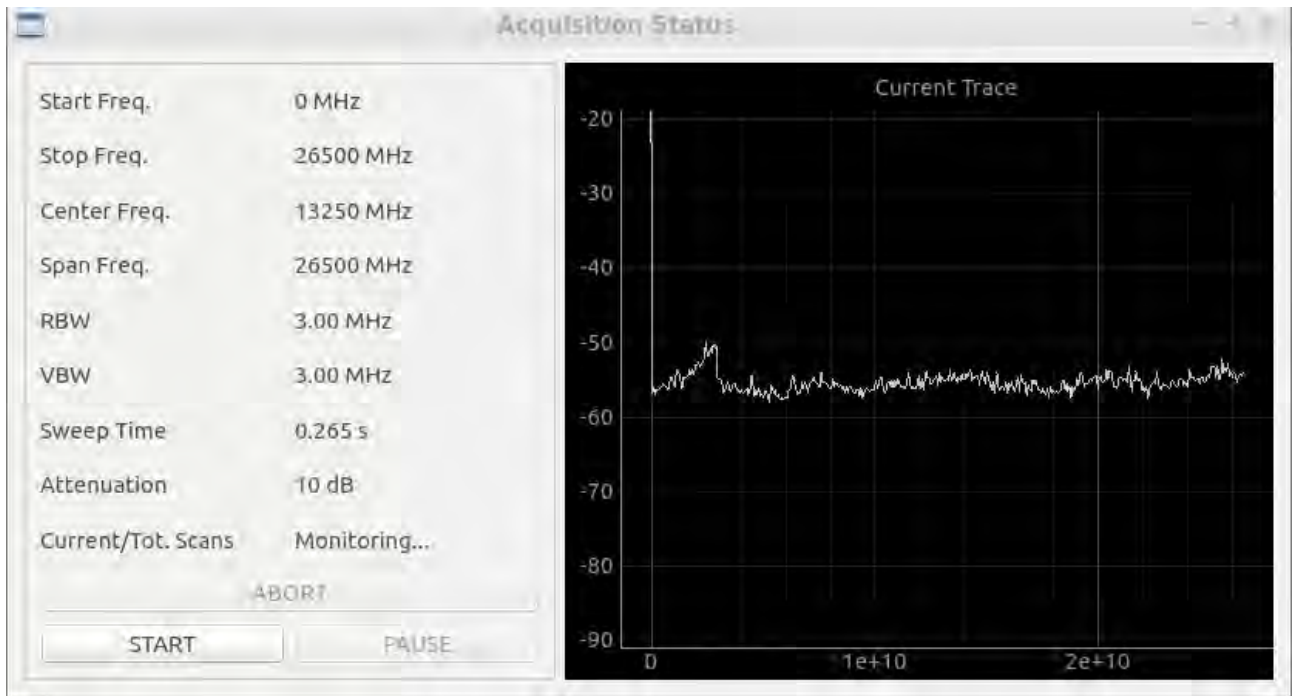 Acquisition Status
Start Freq. 0 MHz
Stop Freq. 26500 MHz
Center Freq. 13250 MHz
Span Freq. 26500 MHz
RBW 3.00 MHz
VBW 3.00 MHz
Sweep Time 0.265 s
Attenuation 10 dB
Current/Tot. Scans Monitoring...
ABORT
START PAUSE
Current Trace
-20
-30
-40
-50
-60
-70
-80
-90
0 1e+10 2e+10